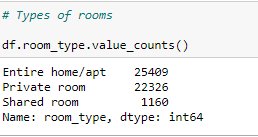 # Types of rooms
df.room_type.value_counts()
Entire home/apt    25409
Private room       22326
Shared room         1160
Name: room_type, dtype: int64